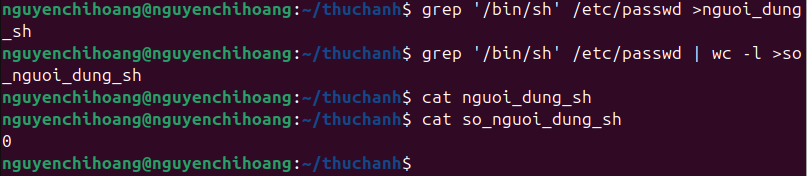 nguyenchihoang@nguyenchihoang:~/thuchanh$ grep '/bin/sh' /etc/passwd >nguoi_dung
_sh
nguyenchihoang@nguyenchihoang:~/thuchanh$ grep '/bin/sh' /etc/passwd | wc -l >so
_nguoi_dung_sh
nguyenchihoang@nguyenchihoang:~/thuchanh$ cat nguoi_dung_sh
nguyenchihoang@nguyenchihoang:~/thuchanh$ cat so_nguoi_dung_sh
0
nguyenchihoang@nguyenchihoang:~/thuchanh$